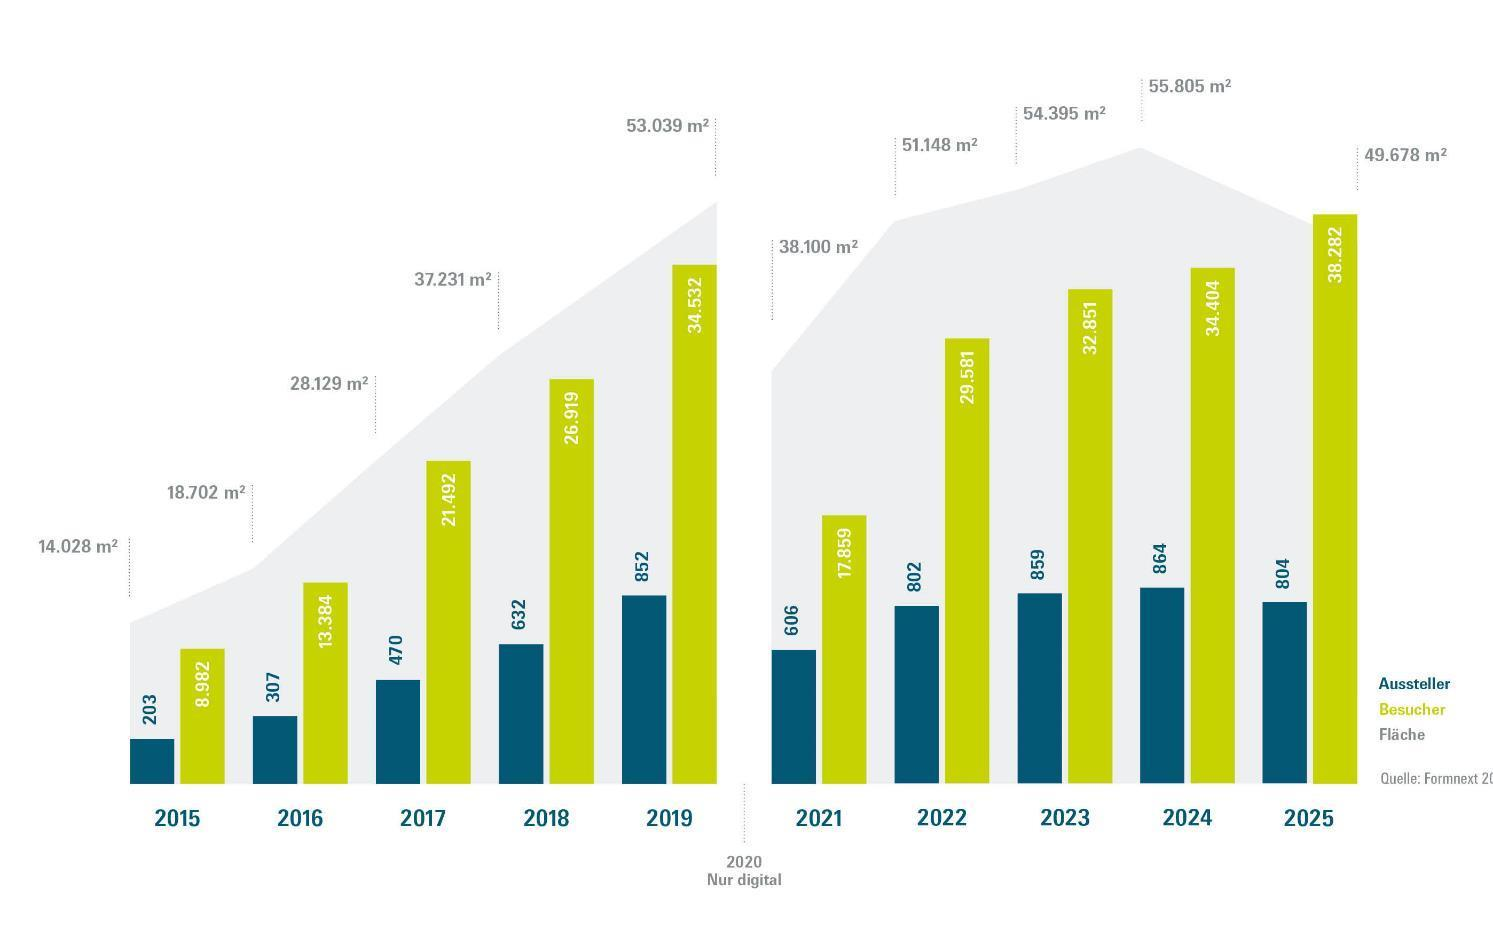 55.805 m²
54.395 m²
53.039 m²
51.148 m²
49.678 m²
38.100 m²
37.231 m²
28.129 m²
18.702 m²
14.028 m²
203
8.982
307
13.384
470
21.492
632
26.919
852
34.532
606
17.859
802
29.581
859
32.851
864
34.404
804
38.282
Aussteller
Besucher
Fläche
Quelle: Formnext
2015 2016 2017 2018 2019 2021 2022 2023 2024 2025
2020
Nur digital